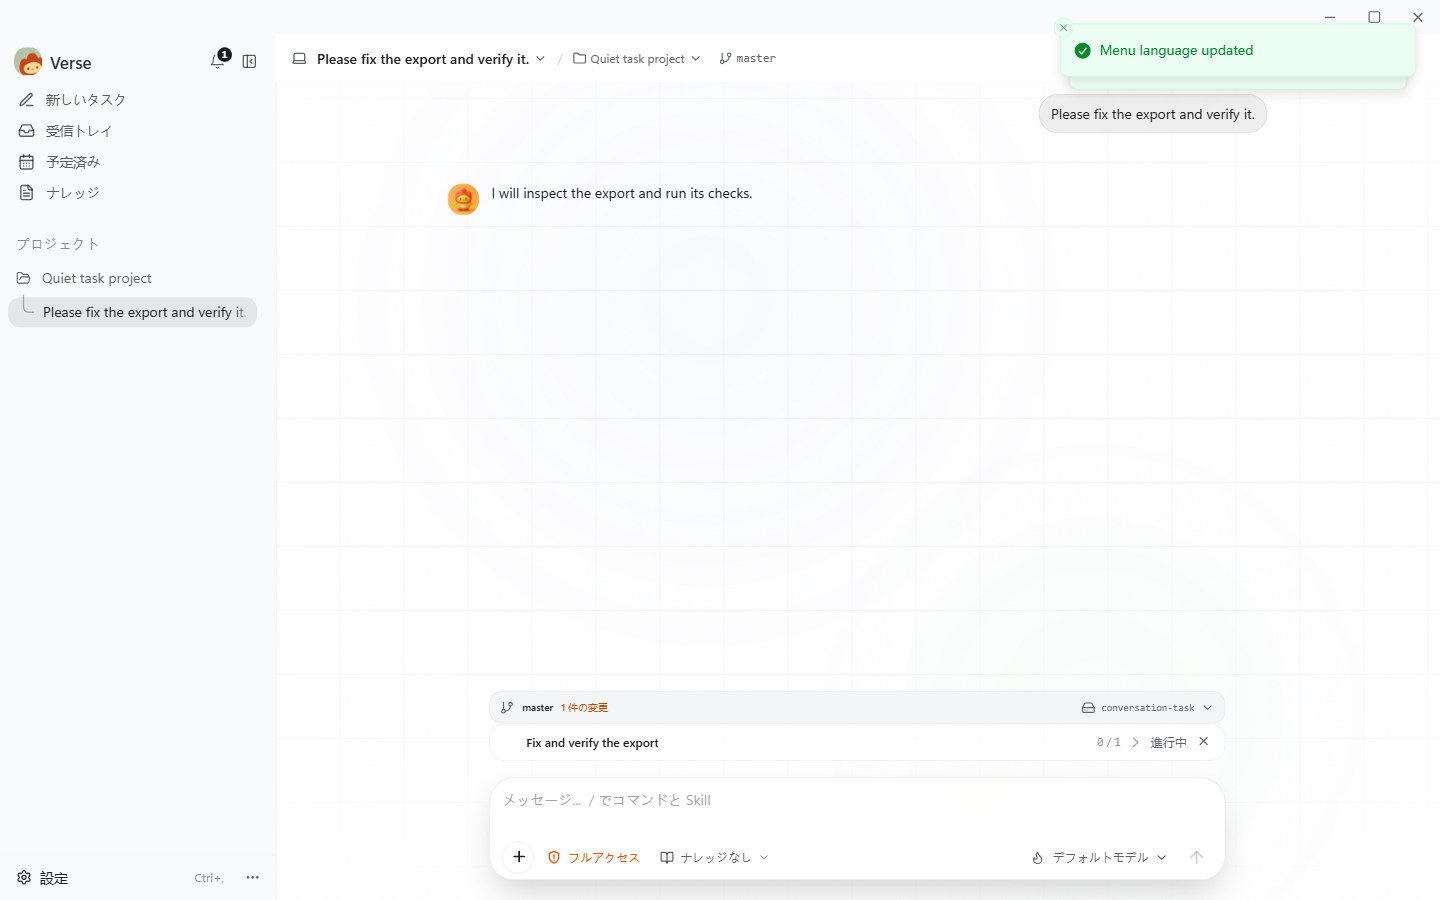 Verse
1
新しいタスク
受信トレイ
予定済み
ナレッジ
プロジェクト
Quiet task project
Please fix the export and verify it.
設定
Ctrl+,
Please fix the export and verify it.
/
Quiet task project
master
Menu language updated
Please fix the export and verify it.
I will inspect the export and run its checks.
master
1 件の変更
conversation-task
Fix and verify the export
0/1
進行中
メッセージ... / でコマンドと Skill
フルアクセス
ナレッジなし
デフォルトモデル